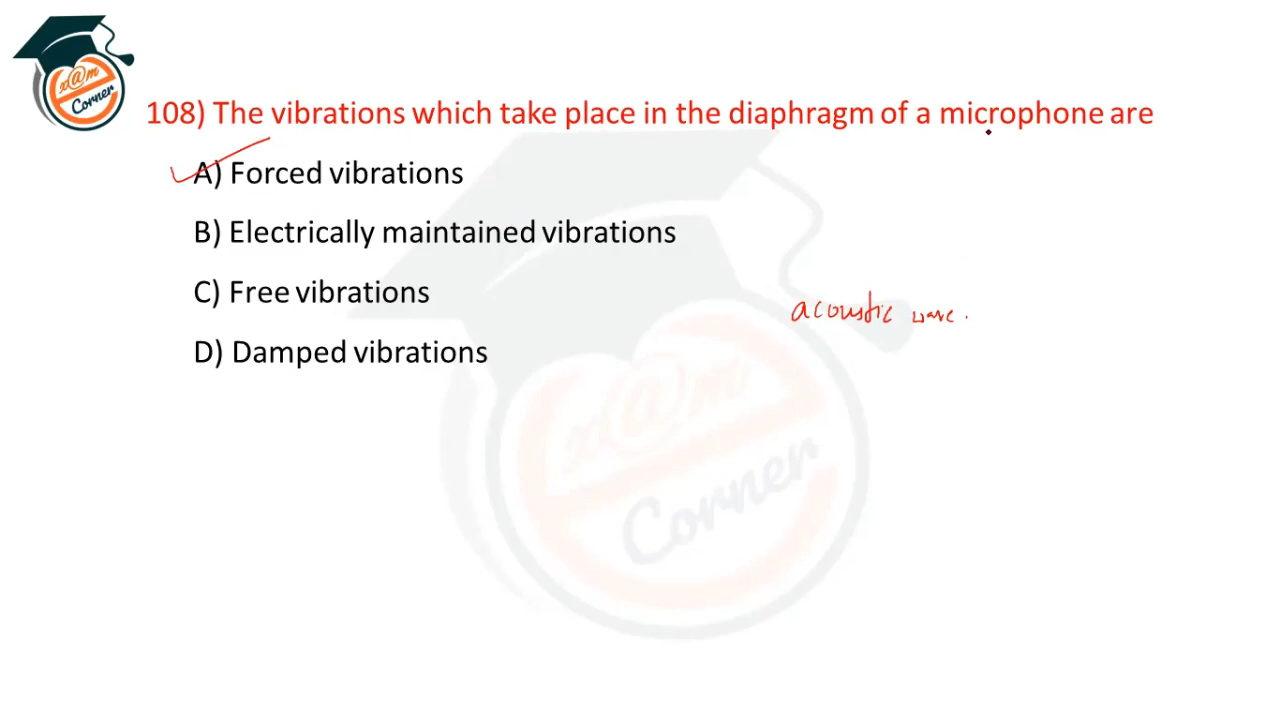 x@m
Corner
108) The vibrations which take place in the diaphragm of a microphone are
A) Forced vibrations
B) Electrically maintained vibrations
C) Free vibrations
D) Damped vibrations
acoustic wave.
x@m
Corner